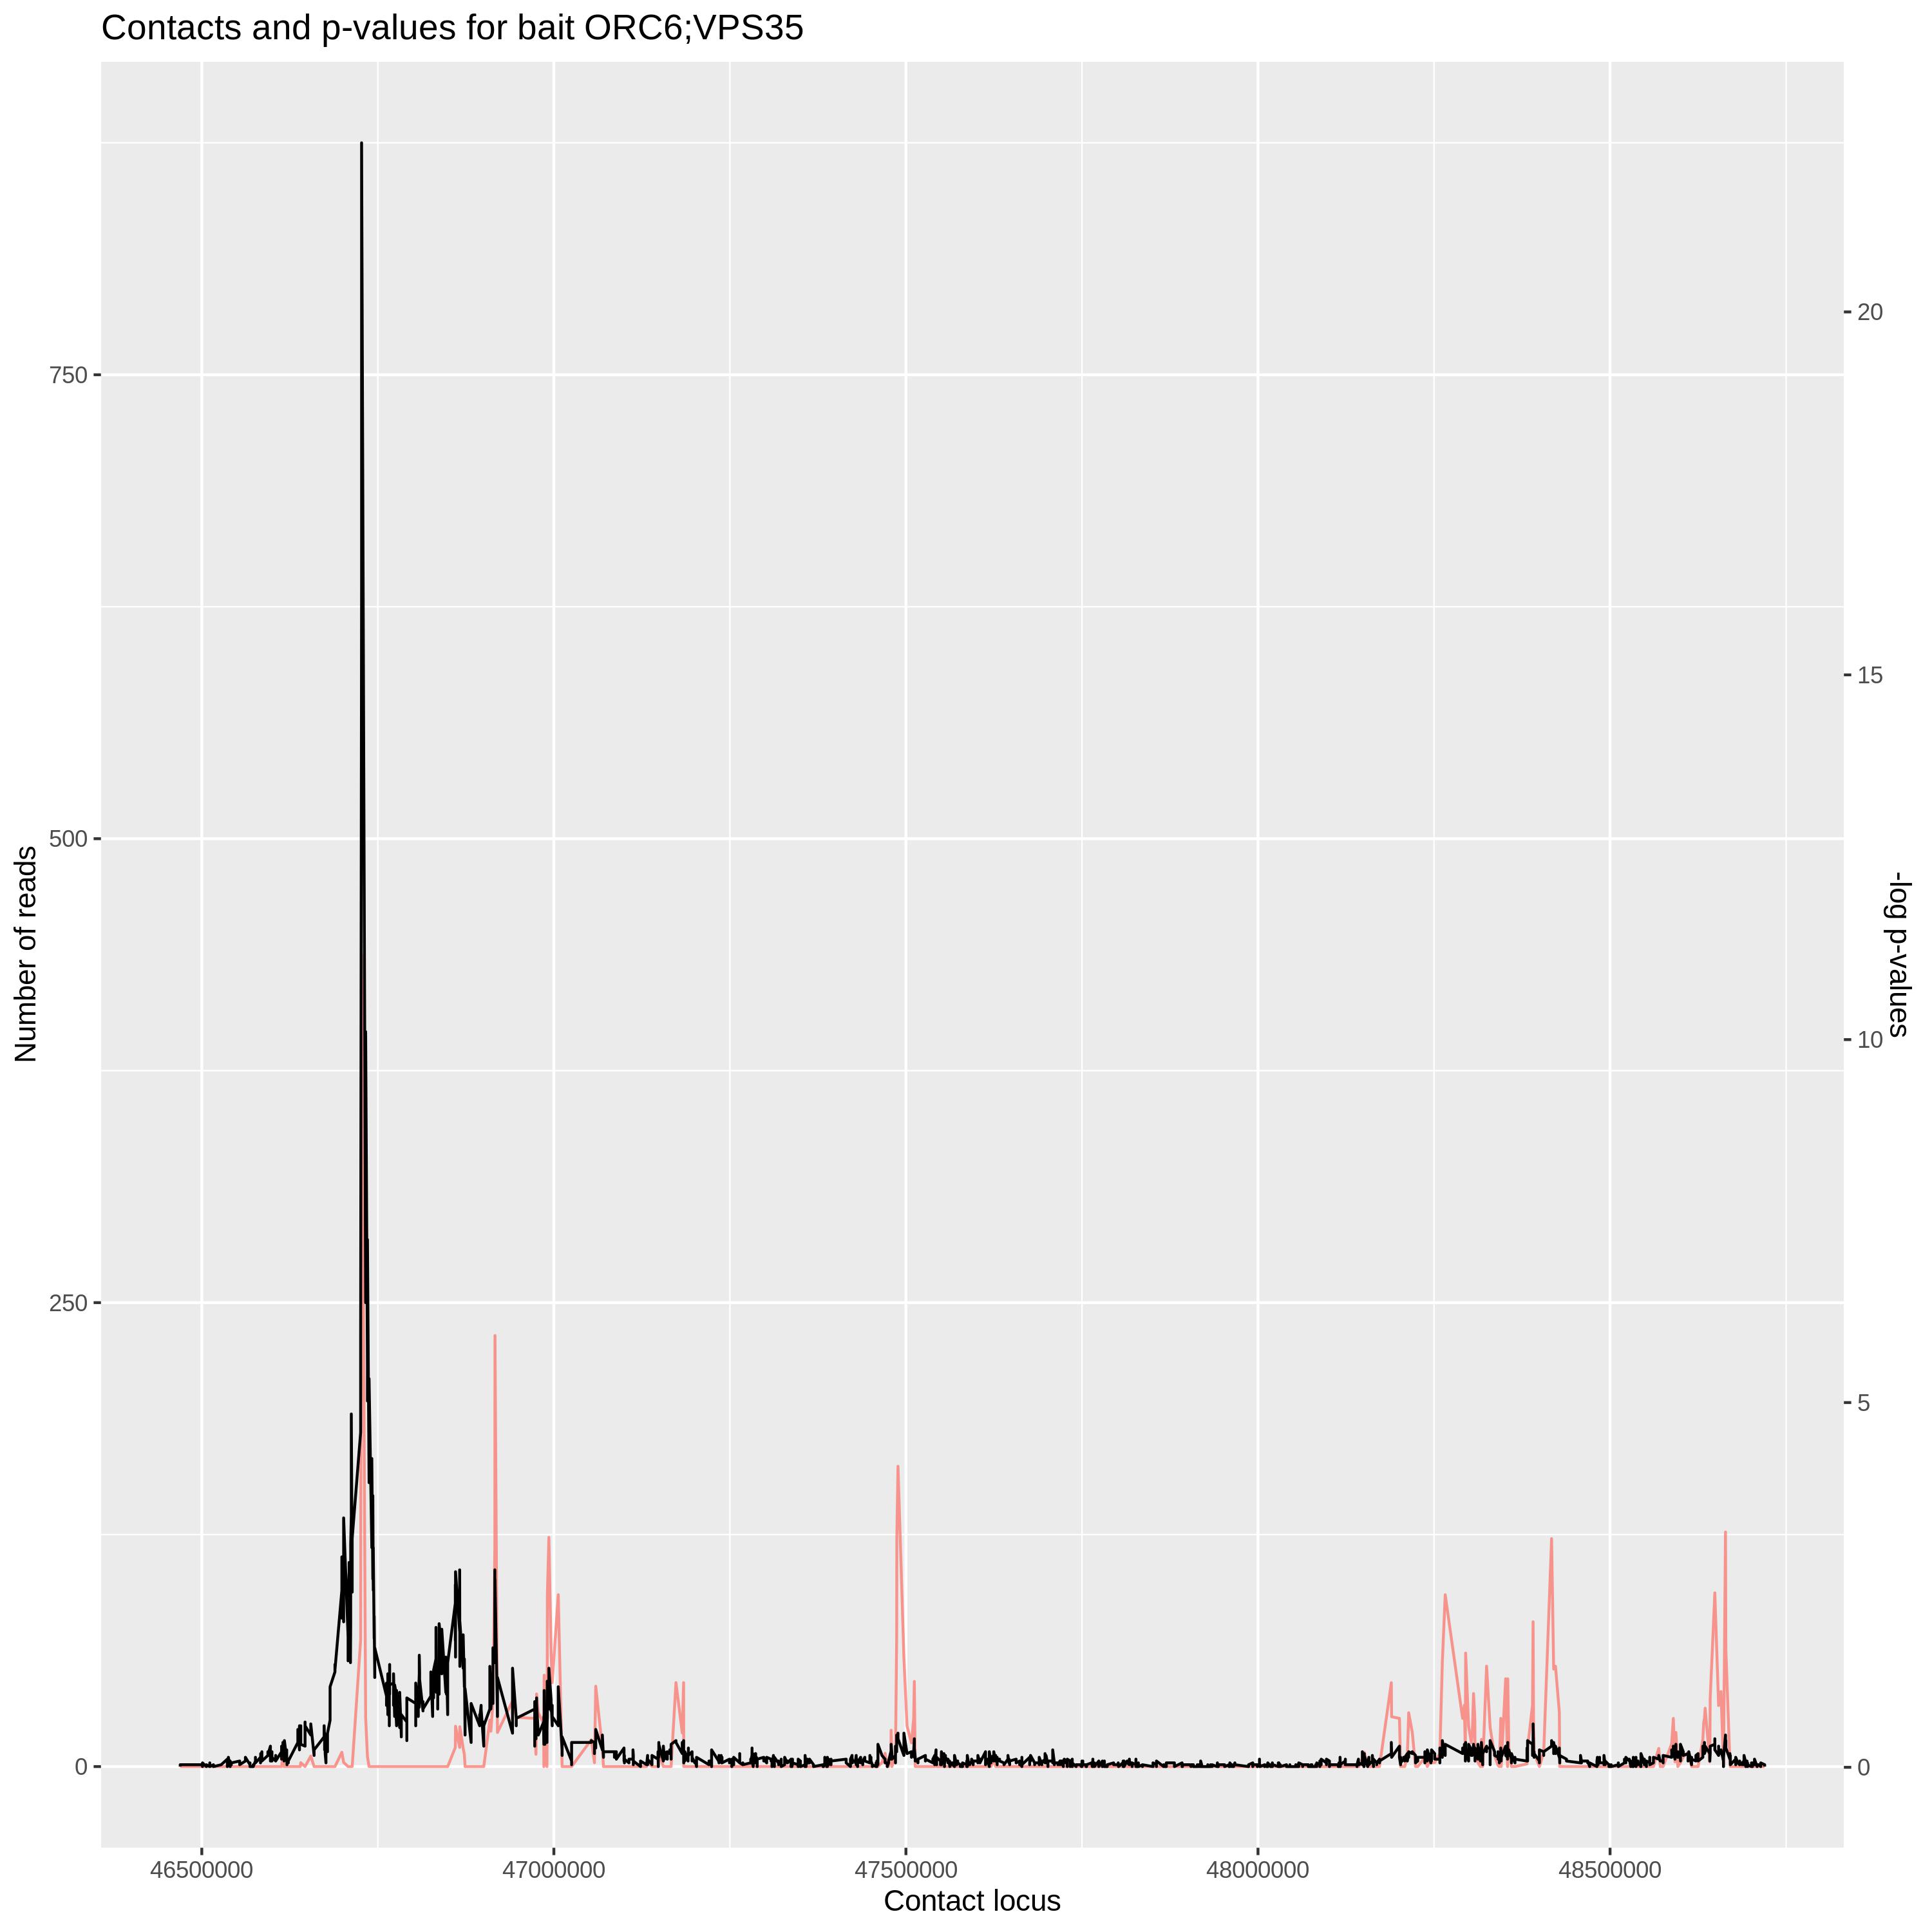 Contacts and p-values for bait ORC6;VPS35
Number of reads
750
500
250
0
20
15
10
5
0
-log p-values
46500000 47000000 47500000 48000000 48500000
Contact locus